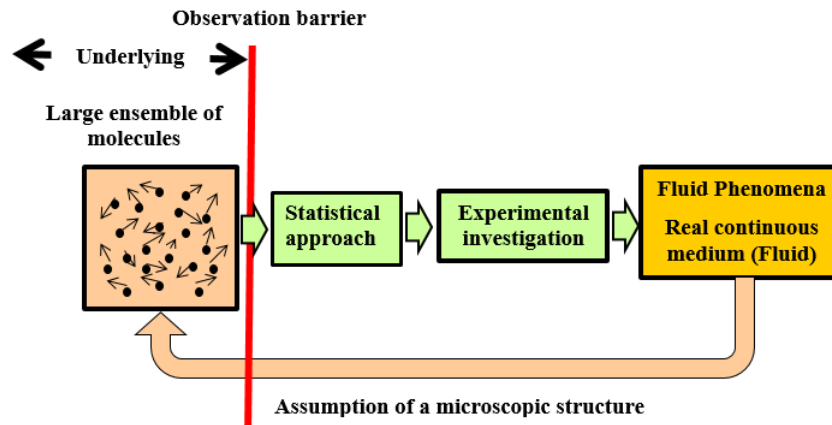 Observation barrier
Underlying
Large ensemble of
molecules
Statistical
approach
Experimental
investigation
Fluid Phenomena
Real continuous
medium (Fluid)
Assumption of a microscopic structure